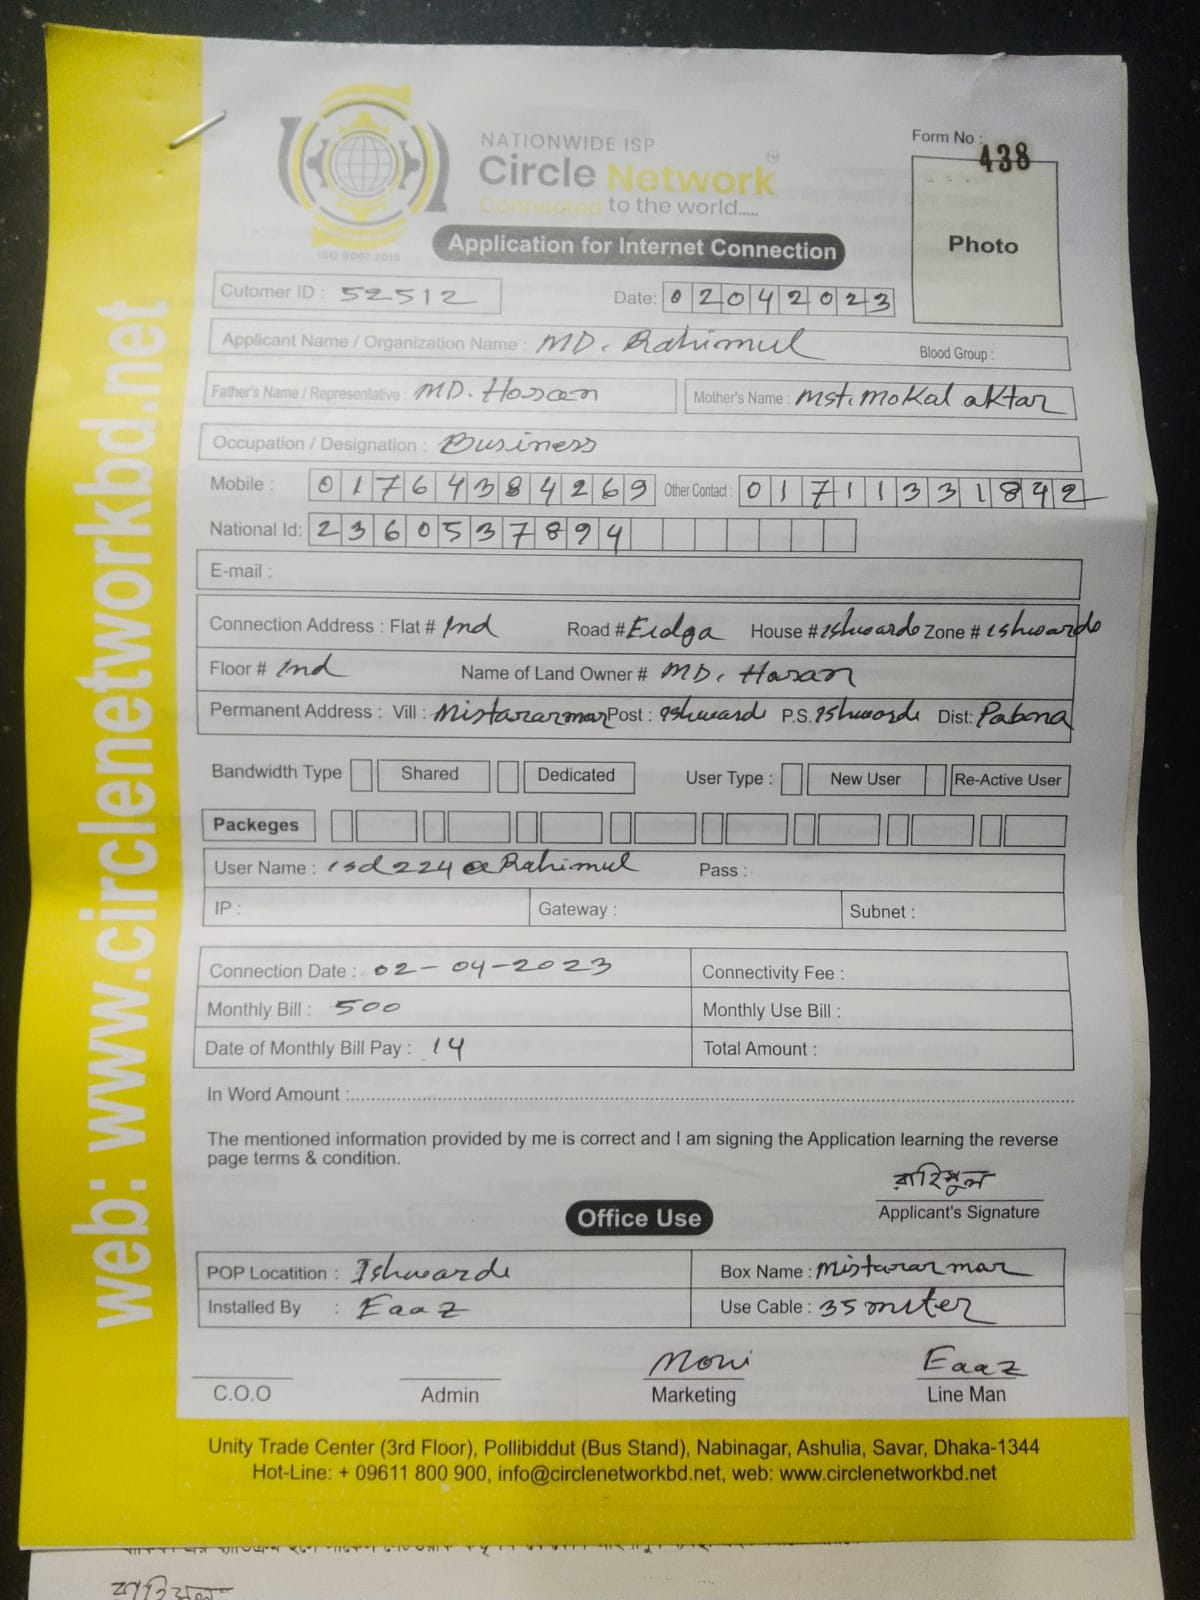 web: www.circlenetworkbd.net
NATIONWIDE ISP
Circle Network
Connected to the world.....
ISO 9001:2015
Form No : 438
Photo
Application for Internet Connection
Cutomer ID : 52512 Date: 02042023
Applicant Name / Organization Name : MD. Rahimul Blood Group :
Father's Name / Representative : MD. Hossen Mother's Name : Mst. Mokal aktar
Occupation / Designation : Business
Mobile : 01764384269 Other Contact : 01711331842
National Id: 2360537894
E-mail :
Connection Address : Flat # 1nd Road # Eidga House # ishwardo Zone # ishwardo
Floor # 1nd Name of Land Owner # MD. Hasan
Permanent Address : Vill : Mistararmar Post : ishwardi P.S. ishwardi Dist: Pabna
Bandwidth Type Shared Dedicated User Type : New User Re-Active User
Packeges
User Name : isd224@Rahimul Pass :
IP : Gateway : Subnet :
Connection Date : 02-04-2023 Connectivity Fee :
Monthly Bill : 500 Monthly Use Bill :
Date of Monthly Bill Pay : 14 Total Amount :
In Word Amount :
The mentioned information provided by me is correct and I am signing the Application learning the reverse
page terms & condition.
রাহিমুল
Applicant's Signature
Office Use
POP Locatition : Ishwardi Box Name : Mistararmar
Installed By : Eaaz Use Cable : 35 miter
Moni Eaaz
C.O.O Admin Marketing Line Man
Unity Trade Center (3rd Floor), Pollibiddut (Bus Stand), Nabinagar, Ashulia, Savar, Dhaka-1344
Hot-Line: + 09611 800 900, info@circlenetworkbd.net, web: www.circlenetworkbd.net